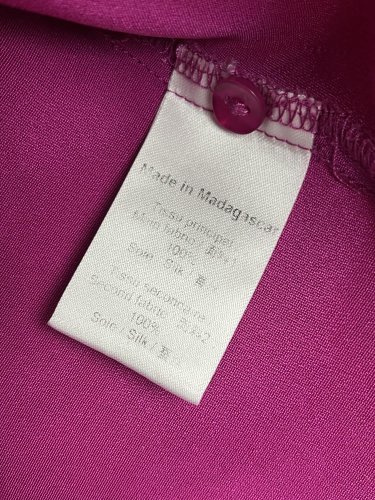 Made in Madagascar
Tissu principal
Main fabric /
100%
Soie / Silk /
Tissu secondaire
Second fabric
100%
Soie / Silk /